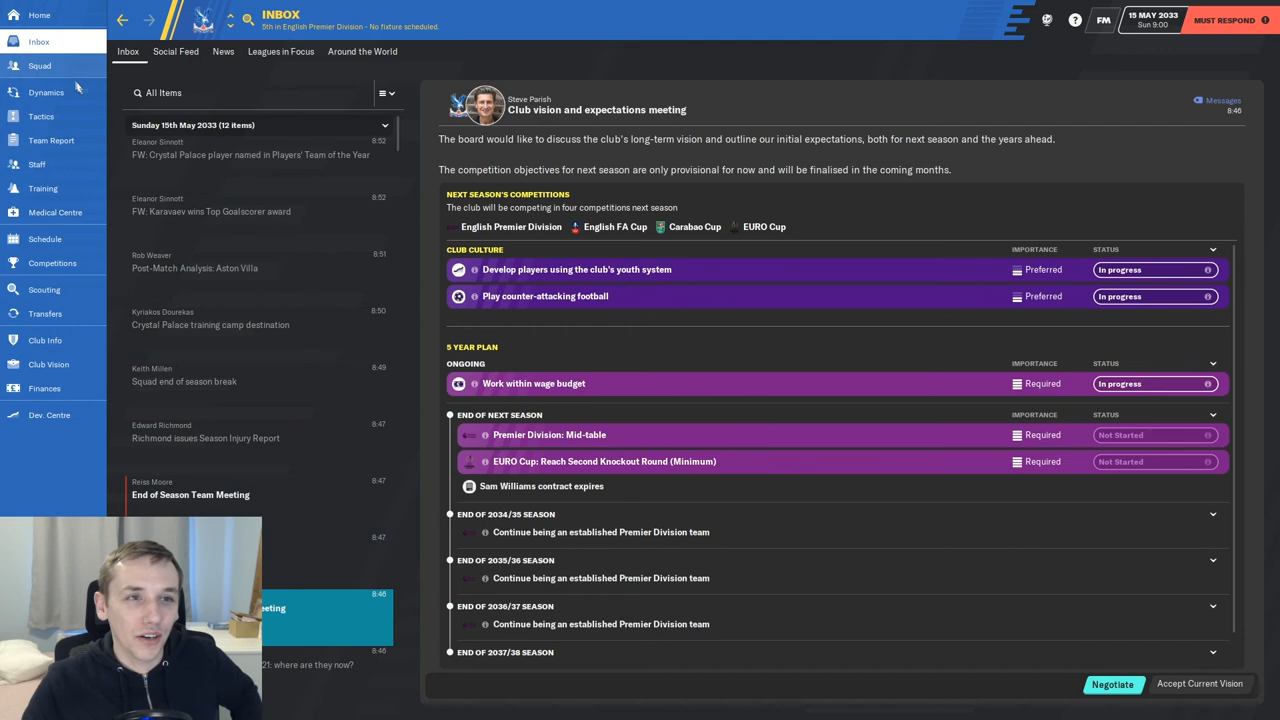 Home
INBOX
5th in English Premier Division - No fixture scheduled.
FM
15 MAY 2033
Sun 9:00
MUST RESPOND
Inbox
Squad
Dynamics
Tactics
Team Report
Staff
Training
Medical Centre
Schedule
Competitions
Scouting
Transfers
Club Info
Club Vision
Finances
Dev. Centre
Inbox Social Feed News Leagues in Focus Around the World
All Items
Sunday 15th May 2033 (12 items)
Eleanor Sinnott 8:52
FW: Crystal Palace player named in Players' Team of the Year
Eleanor Sinnott 8:52
FW: Karavaev wins Top Goalscorer award
Rob Weaver 8:51
Post-Match Analysis: Aston Villa
Kyriakos Dourekas 8:50
Crystal Palace training camp destination
Keith Millen 8:49
Squad end of season break
Edward Richmond 8:47
Richmond issues Season Injury Report
Reiss Moore 8:47
End of Season Team Meeting
8:47
8:46
eeting
8:46
21: where are they now?
Steve Parish
Club vision and expectations meeting
Messages
8:46
The board would like to discuss the club's long-term vision and outline our initial expectations, both for next season and the years ahead.
The competition objectives for next season are only provisional for now and will be finalised in the coming months.
NEXT SEASON'S COMPETITIONS
The club will be competing in four competitions next season
English Premier Division English FA Cup Carabao Cup EURO Cup
CLUB CULTURE IMPORTANCE STATUS
Develop players using the club's youth system Preferred In progress
Play counter-attacking football Preferred In progress
5 YEAR PLAN
ONGOING IMPORTANCE STATUS
Work within wage budget Required In progress
END OF NEXT SEASON IMPORTANCE STATUS
Premier Division: Mid-table Required Not Started
EURO Cup: Reach Second Knockout Round (Minimum) Required Not Started
Sam Williams contract expires
END OF 2034/35 SEASON
Continue being an established Premier Division team
END OF 2035/36 SEASON
Continue being an established Premier Division team
END OF 2036/37 SEASON
Continue being an established Premier Division team
END OF 2037/38 SEASON
Negotiate Accept Current Vision